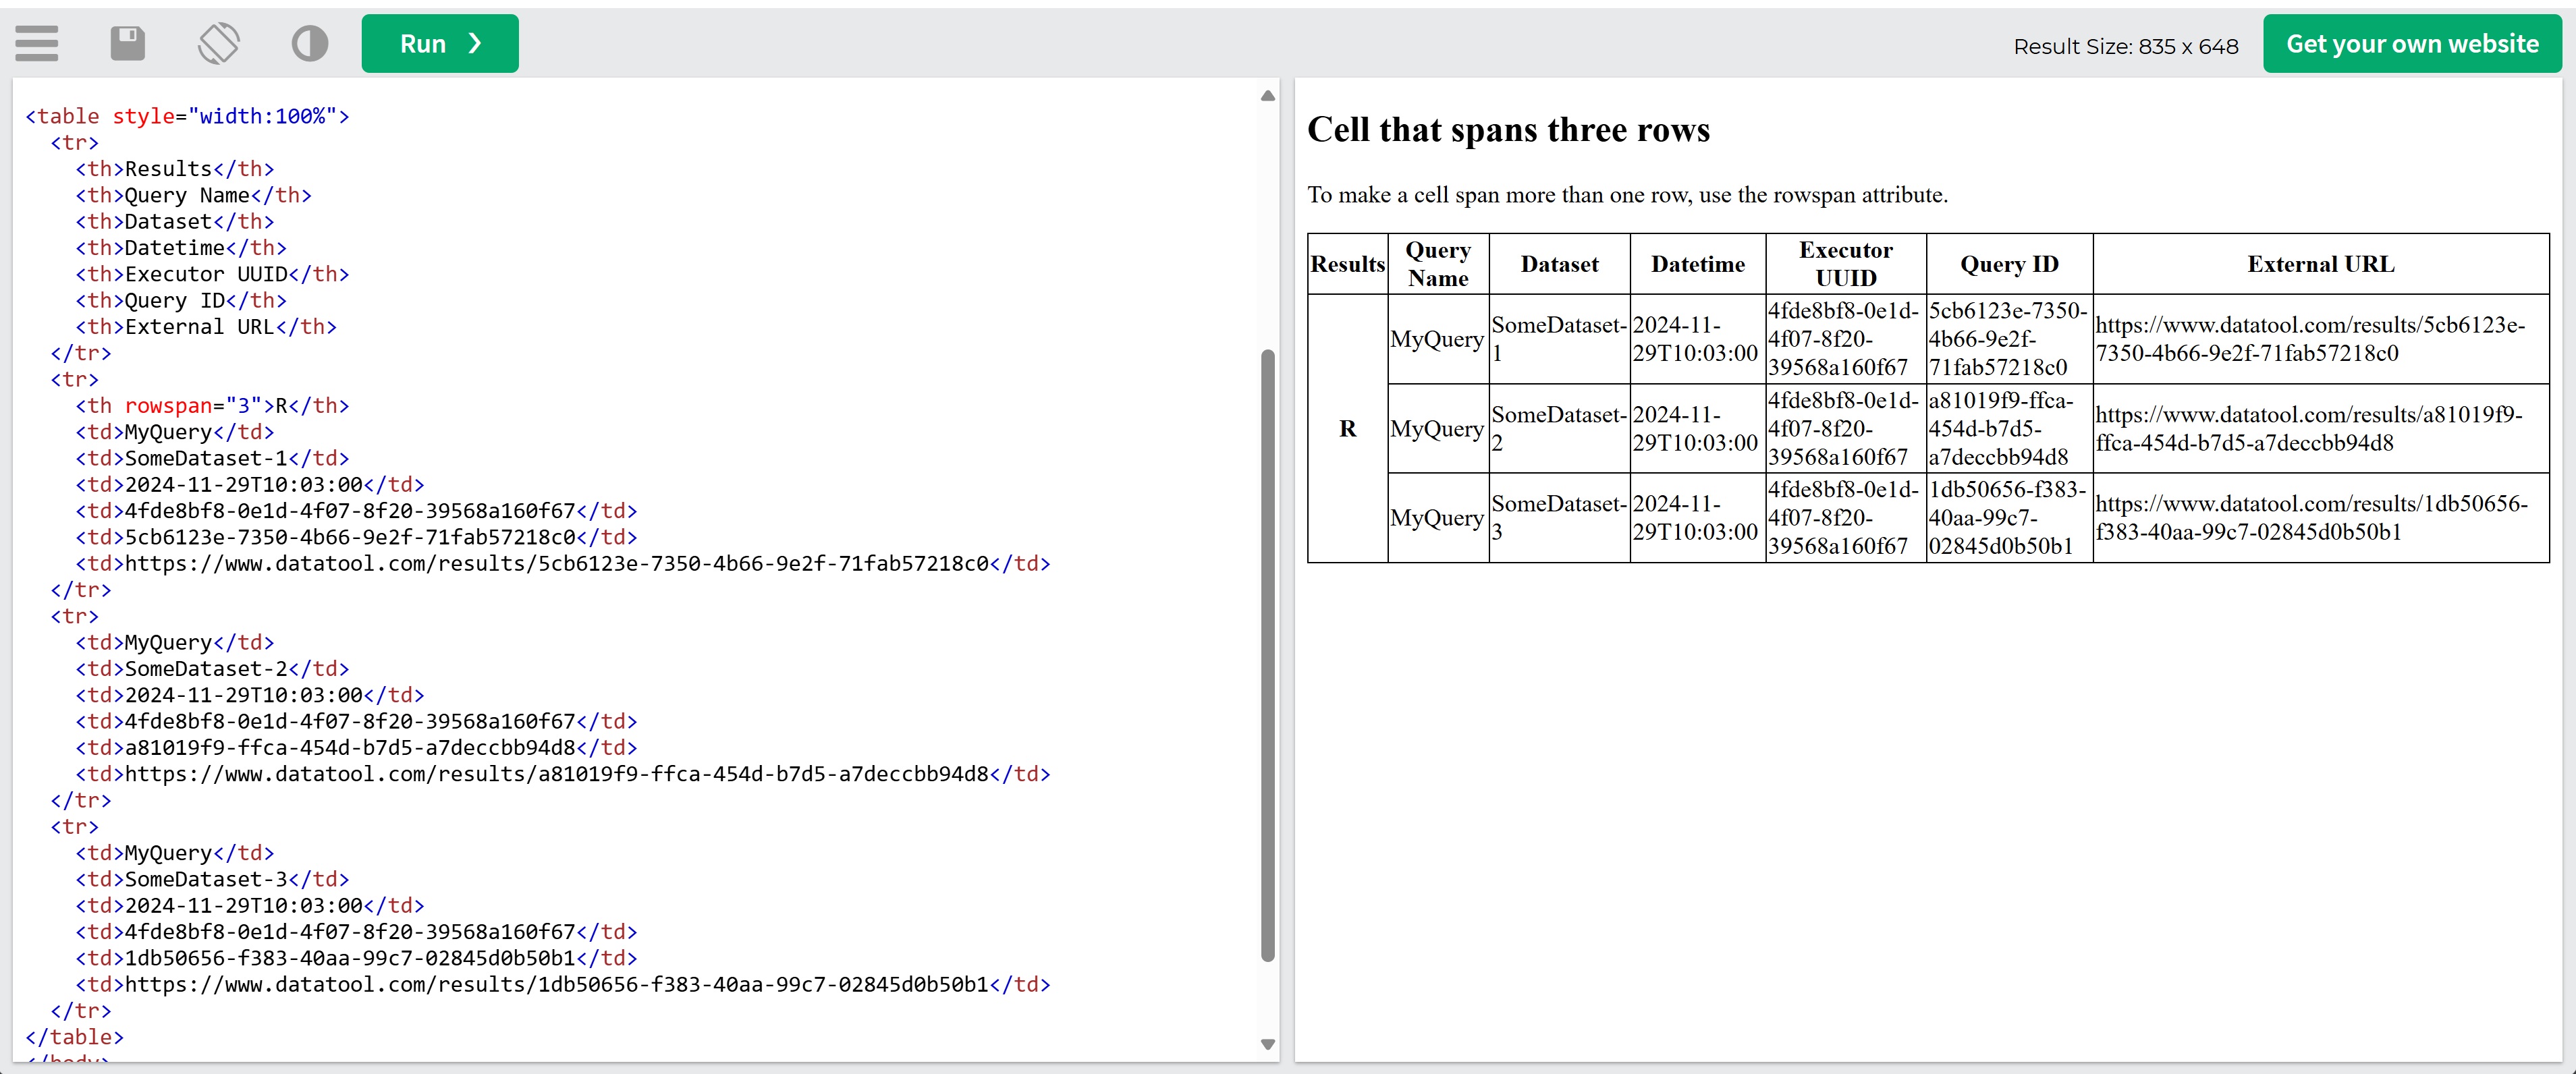 Run ❯
Result Size: 835 x 648
Get your own website
<table style="width:100%">
  <tr>
    <th>Results</th>
    <th>Query Name</th>
    <th>Dataset</th>
    <th>Datetime</th>
    <th>Executor UUID</th>
    <th>Query ID</th>
    <th>External URL</th>
  </tr>
  <tr>
    <th rowspan="3">R</th>
    <td>MyQuery</td>
    <td>SomeDataset-1</td>
    <td>2024-11-29T10:03:00</td>
    <td>4fde8bf8-0e1d-4f07-8f20-39568a160f67</td>
    <td>5cb6123e-7350-4b66-9e2f-71fab57218c0</td>
    <td>https://www.datatool.com/results/5cb6123e-7350-4b66-9e2f-71fab57218c0</td>
  </tr>
  <tr>
    <td>MyQuery</td>
    <td>SomeDataset-2</td>
    <td>2024-11-29T10:03:00</td>
    <td>4fde8bf8-0e1d-4f07-8f20-39568a160f67</td>
    <td>a81019f9-ffca-454d-b7d5-a7deccbb94d8</td>
    <td>https://www.datatool.com/results/a81019f9-ffca-454d-b7d5-a7deccbb94d8</td>
  </tr>
  <tr>
    <td>MyQuery</td>
    <td>SomeDataset-3</td>
    <td>2024-11-29T10:03:00</td>
    <td>4fde8bf8-0e1d-4f07-8f20-39568a160f67</td>
    <td>1db50656-f383-40aa-99c7-02845d0b50b1</td>
    <td>https://www.datatool.com/results/1db50656-f383-40aa-99c7-02845d0b50b1</td>
  </tr>
</table>
</body>
Cell that spans three rows
To make a cell span more than one row, use the rowspan attribute.
Results
Query
Name
Dataset
Datetime
Executor
UUID
Query ID
External URL
R
MyQuery
SomeDataset-
1
2024-11-
29T10:03:00
4fde8bf8-0e1d-
4f07-8f20-
39568a160f67
5cb6123e-7350-
4b66-9e2f-
71fab57218c0
https://www.datatool.com/results/5cb6123e-
7350-4b66-9e2f-71fab57218c0
MyQuery
SomeDataset-
2
2024-11-
29T10:03:00
4fde8bf8-0e1d-
4f07-8f20-
39568a160f67
a81019f9-ffca-
454d-b7d5-
a7deccbb94d8
https://www.datatool.com/results/a81019f9-
ffca-454d-b7d5-a7deccbb94d8
MyQuery
SomeDataset-
3
2024-11-
29T10:03:00
4fde8bf8-0e1d-
4f07-8f20-
39568a160f67
1db50656-f383-
40aa-99c7-
02845d0b50b1
https://www.datatool.com/results/1db50656-
f383-40aa-99c7-02845d0b50b1